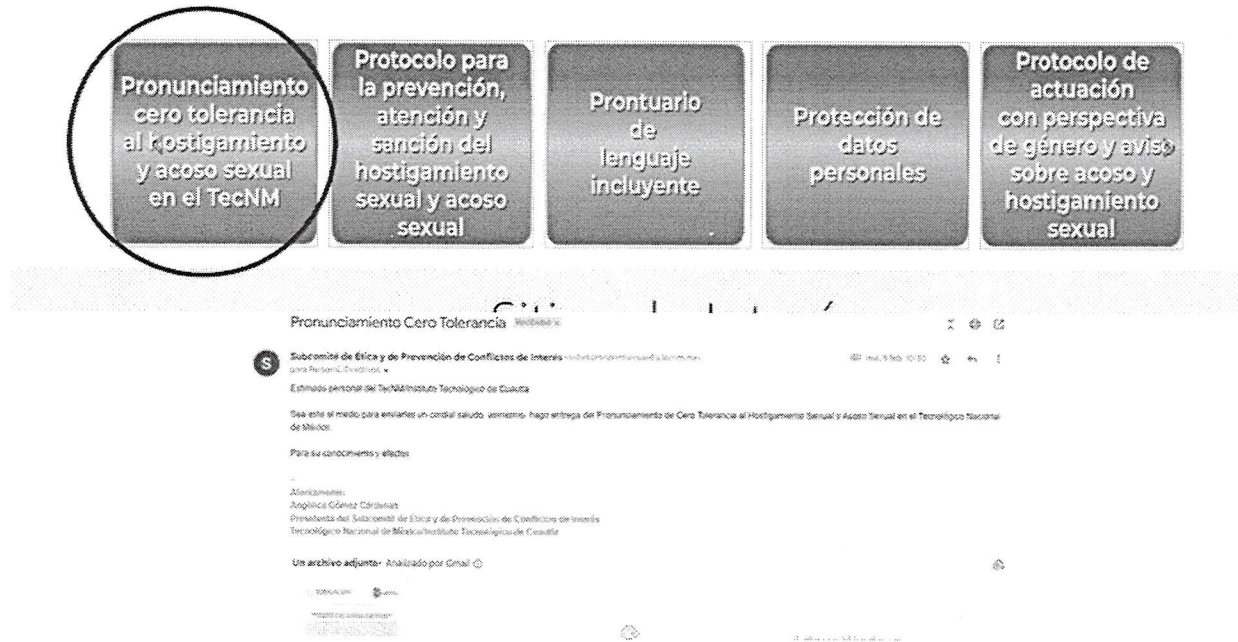 Pronunciamiento
cero tolerancia
al hostigamiento
y acoso sexual
en el TecNM
Protocolo para
la prevención,
atención y
sanción del
hostigamiento
sexual y acoso
sexual
Prontuario
de
lenguaje
incluyente
Protección de
datos
personales
Protocolo de
actuación
con perspectiva
de género y aviso
sobre acoso y
hostigamiento
sexual
Pronunciamiento Cero Tolerancia
S
Subcomité de Ética y de Prevención de Conflictos de Interés
para Personal, Directivos
Estimado personal del TecNM/Instituto Tecnológico de Cuautla
Sea este el medio para enviarles un cordial saludo, asimismo, hago entrega del Pronunciamiento de Cero Tolerancia al Hostigamiento Sexual y Acoso Sexual en el Tecnológico Nacional
de México.
Para su conocimiento y efectos
--
Atentamente:
Angélica Gómez Cárdenas
Presidenta del Subcomité de Ética y de Prevención de Conflictos de Interés
Tecnológico Nacional de México/Instituto Tecnológico de Cuautla
Un archivo adjunto• Analizado por Gmail